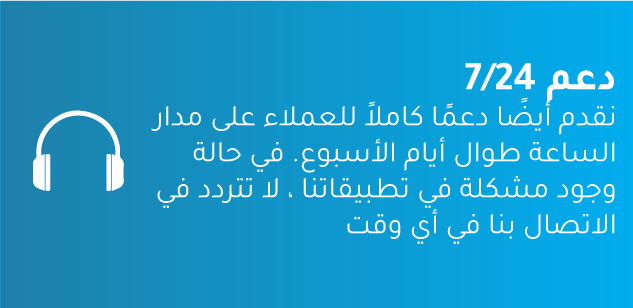 دعم 7/24
نقدم أيضًا دعمًا كاملاً للعملاء على مدار
الساعة طوال أيام الأسبوع. في حالة
وجود مشكلة في تطبيقاتنا ، لا تتردد في
الاتصال بنا في أي وقت